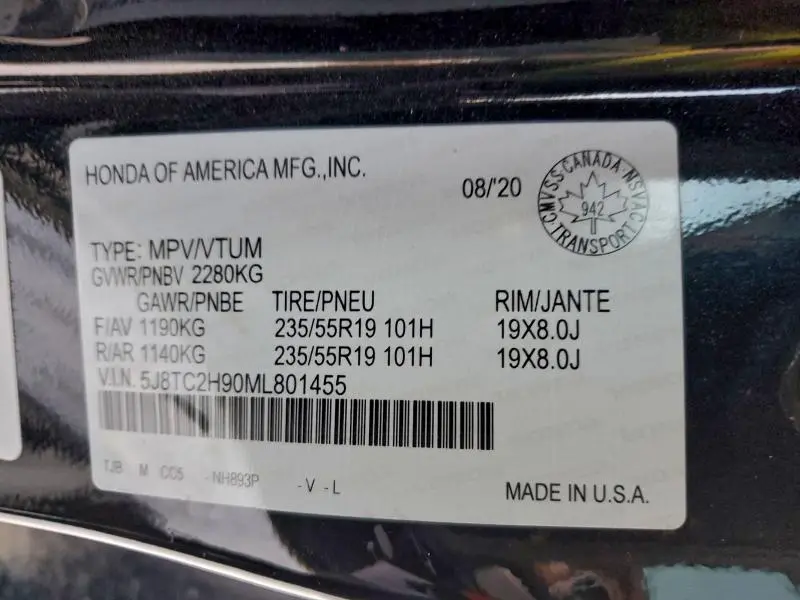 HONDA OF AMERICA MFG.,INC.
08/'20
CMVSS CANADA NSVAC
942
TRANSPORT
TYPE: MPV/VTUM
GVWR/PNBV 2280KG
GAWR/PNBE TIRE/PNEU RIM/JANTE
F/AV 1190KG 235/55R19 101H 19X8.0J
R/AR 1140KG 235/55R19 101H 19X8.0J
V.I.N. 5J8TC2H90ML801455
TJB M CC5 -NH893P -V -L
MADE IN U.S.A.